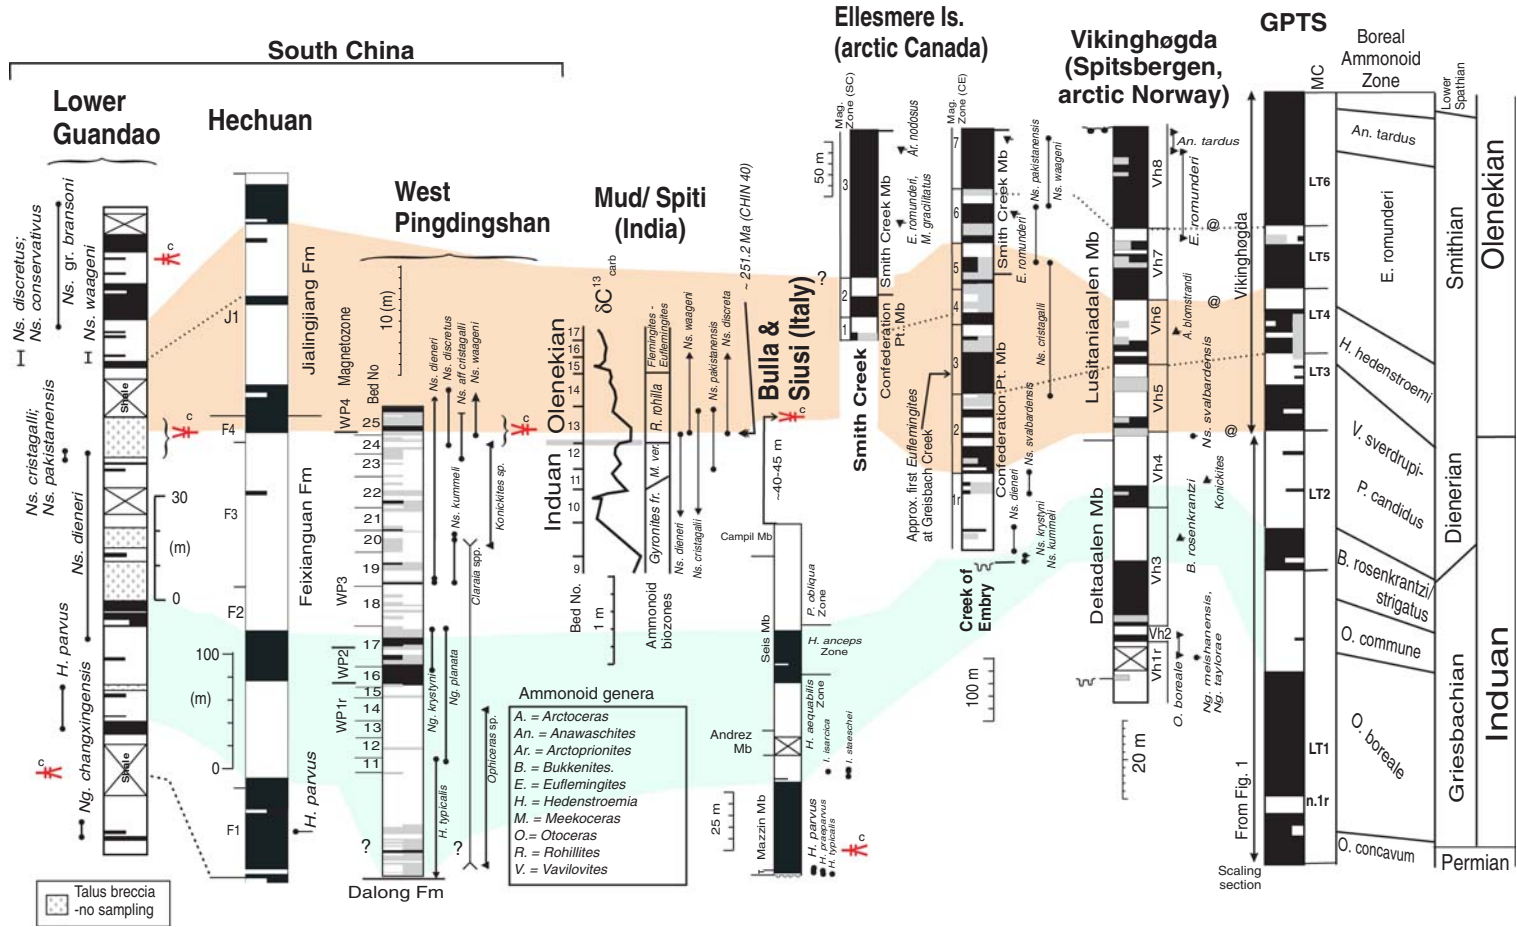 South China
Lower
Guandao
Hechuan
West
Pingdingshan
Mud/ Spiti
(India)
Bulla &
Siusi (Italy)
Ellesmere Is.
(arctic Canada)
Vikinghøgda
(Spitsbergen,
arctic Norway)
GPTS
MC
Boreal
Ammonoid
Zone
Lower
Spathian
Ns. discretus;
Ns. conservativus
Ns. gr. bransoni
Ns. waageni
Ns. cristagalli;
Ns. pakistanensis
Ns. dieneri
H. parvus
Ng. changxingensis
c
c
c
Shale
Shale
30
(m)
0
Talus breccia
-no sampling
J1
F4
F3
F2
F1
Jialingjiang Fm
Feixianguan Fm
H. parvus
100
(m)
0
10 (m)
Magnetozone
Bed No
WP4
WP3
WP2
WP1r
25
24
23
22
21
20
19
18
17
16
15
14
13
12
11
?
?
Dalong Fm
Ns. dieneri
Ns. discretus
Ns. aff cristagalli
Ns. waageni
Ns. kummeli
Konickites sp.
Claraia spp.
Ng. krystyni
Ng. planata
H. typicalis
Ophiceras sp.
c
δC13 carb
Olenekian
Induan
17
16
15
14
13
12
11
10
9
Bed No.
1 m
Ammonoid
biozones
Flemingites -
Euflemingites
R. rohilla
M. ver.
Gyronites fr.
Ns. waageni
Ns. pakistanensis
Ns. discreta
Ns. dieneri
Ns. cristagalii
~ 251.2 Ma (CHIN 40)
Ammonoid genera
A. = Arctoceras
An. = Anawaschites
Ar. = Arctoprionites
B. = Bukkenites.
E. = Euflemingites
H. = Hedenstroemia
M. = Meekoceras
O.= Otoceras
R. = Rohillites
V. = Vavilovites
c
~40-45 m
Campil Mb
Seis Mb
Andrez
Mb
Mazzin Mb
25 m
P. obliqua
Zone
H. anceps
Zone
H. aequabilis
Zone
I. isarcica
I. staeschei
H. parvus
H. praeparvus
H. typicalis
c
Mag.
Zone (SC)
50 m
3
2
1
?
Smith Creek
Smith Creek Mb
Confederation
Pt. Mb
Ar. nodosus
E. romunderi,
M. gracilitatus
Mag.
Zone (CE)
7
6
5
4
3
2
1r
Smith Creek Mb
Confederation Pt. Mb
Approx. first Euflemingites
at Greisbach Creek
Creek of
Embry
100 m
Ns. pakistanensis
Ns. waageni
E. romunderi
Ns. cristagalli
Ns. svalbardensis
Ns. dieneri
Ns. krystyni
Ns. kummeli
Lusitaniadalen Mb
Deltadalen Mb
Vh8
Vh7
Vh6
Vh5
Vh4
Vh3
Vh2
Vh1r
An. tardus
E. romunderi
@
@
@
A. blomstrandi
Ns. svalbardensis
Konickites
B. rosenkrantzi
O. boreale
Ng. meishanensis,
Ng. taylorae
20 m
Vikinghøgda
From Fig. 1
Scaling
section
LT6
LT5
LT4
LT3
LT2
LT1
n.1r
An. tardus
E. romunderi
H. hedenstroemi
V. sverdrupi-
P. candidus
B. rosenkrantzi/
strigatus
O. commune
O. boreale
O. concavum
Smithian
Dienerian
Griesbachian
Olenekian
Induan
Permian